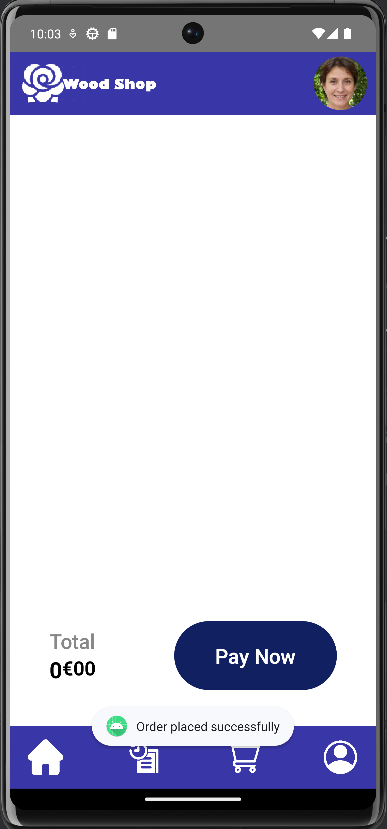 10:03
Wood Shop
Total
0€00
Pay Now
Order placed successfully